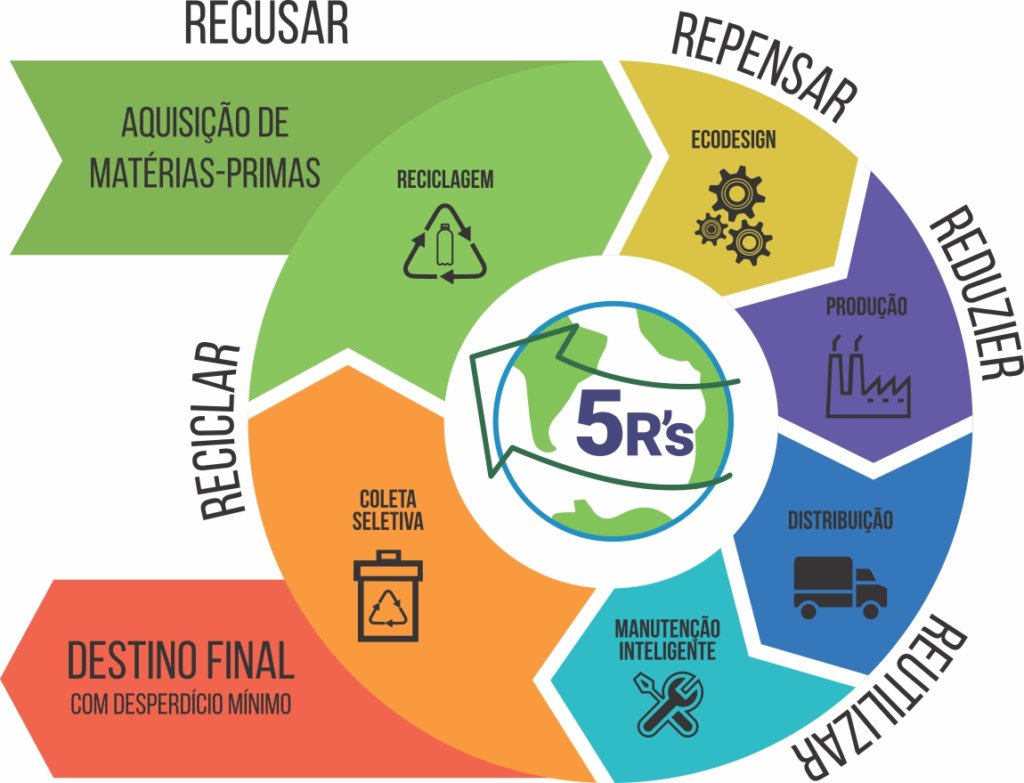 RECUSAR
REPENSAR
AQUISIÇÃO DE
MATÉRIAS-PRIMAS
RECICLAGEM
ECODESIGN
REDUZIER
PRODUÇÃO
5R's
RECICLAR
COLETA
SELETIVA
DISTRIBUIÇÃO
MANUTENÇÃO
INTELIGENTE
REUTILIZAR
DESTINO FINAL
COM DESPERDÍCIO MÍNIMO